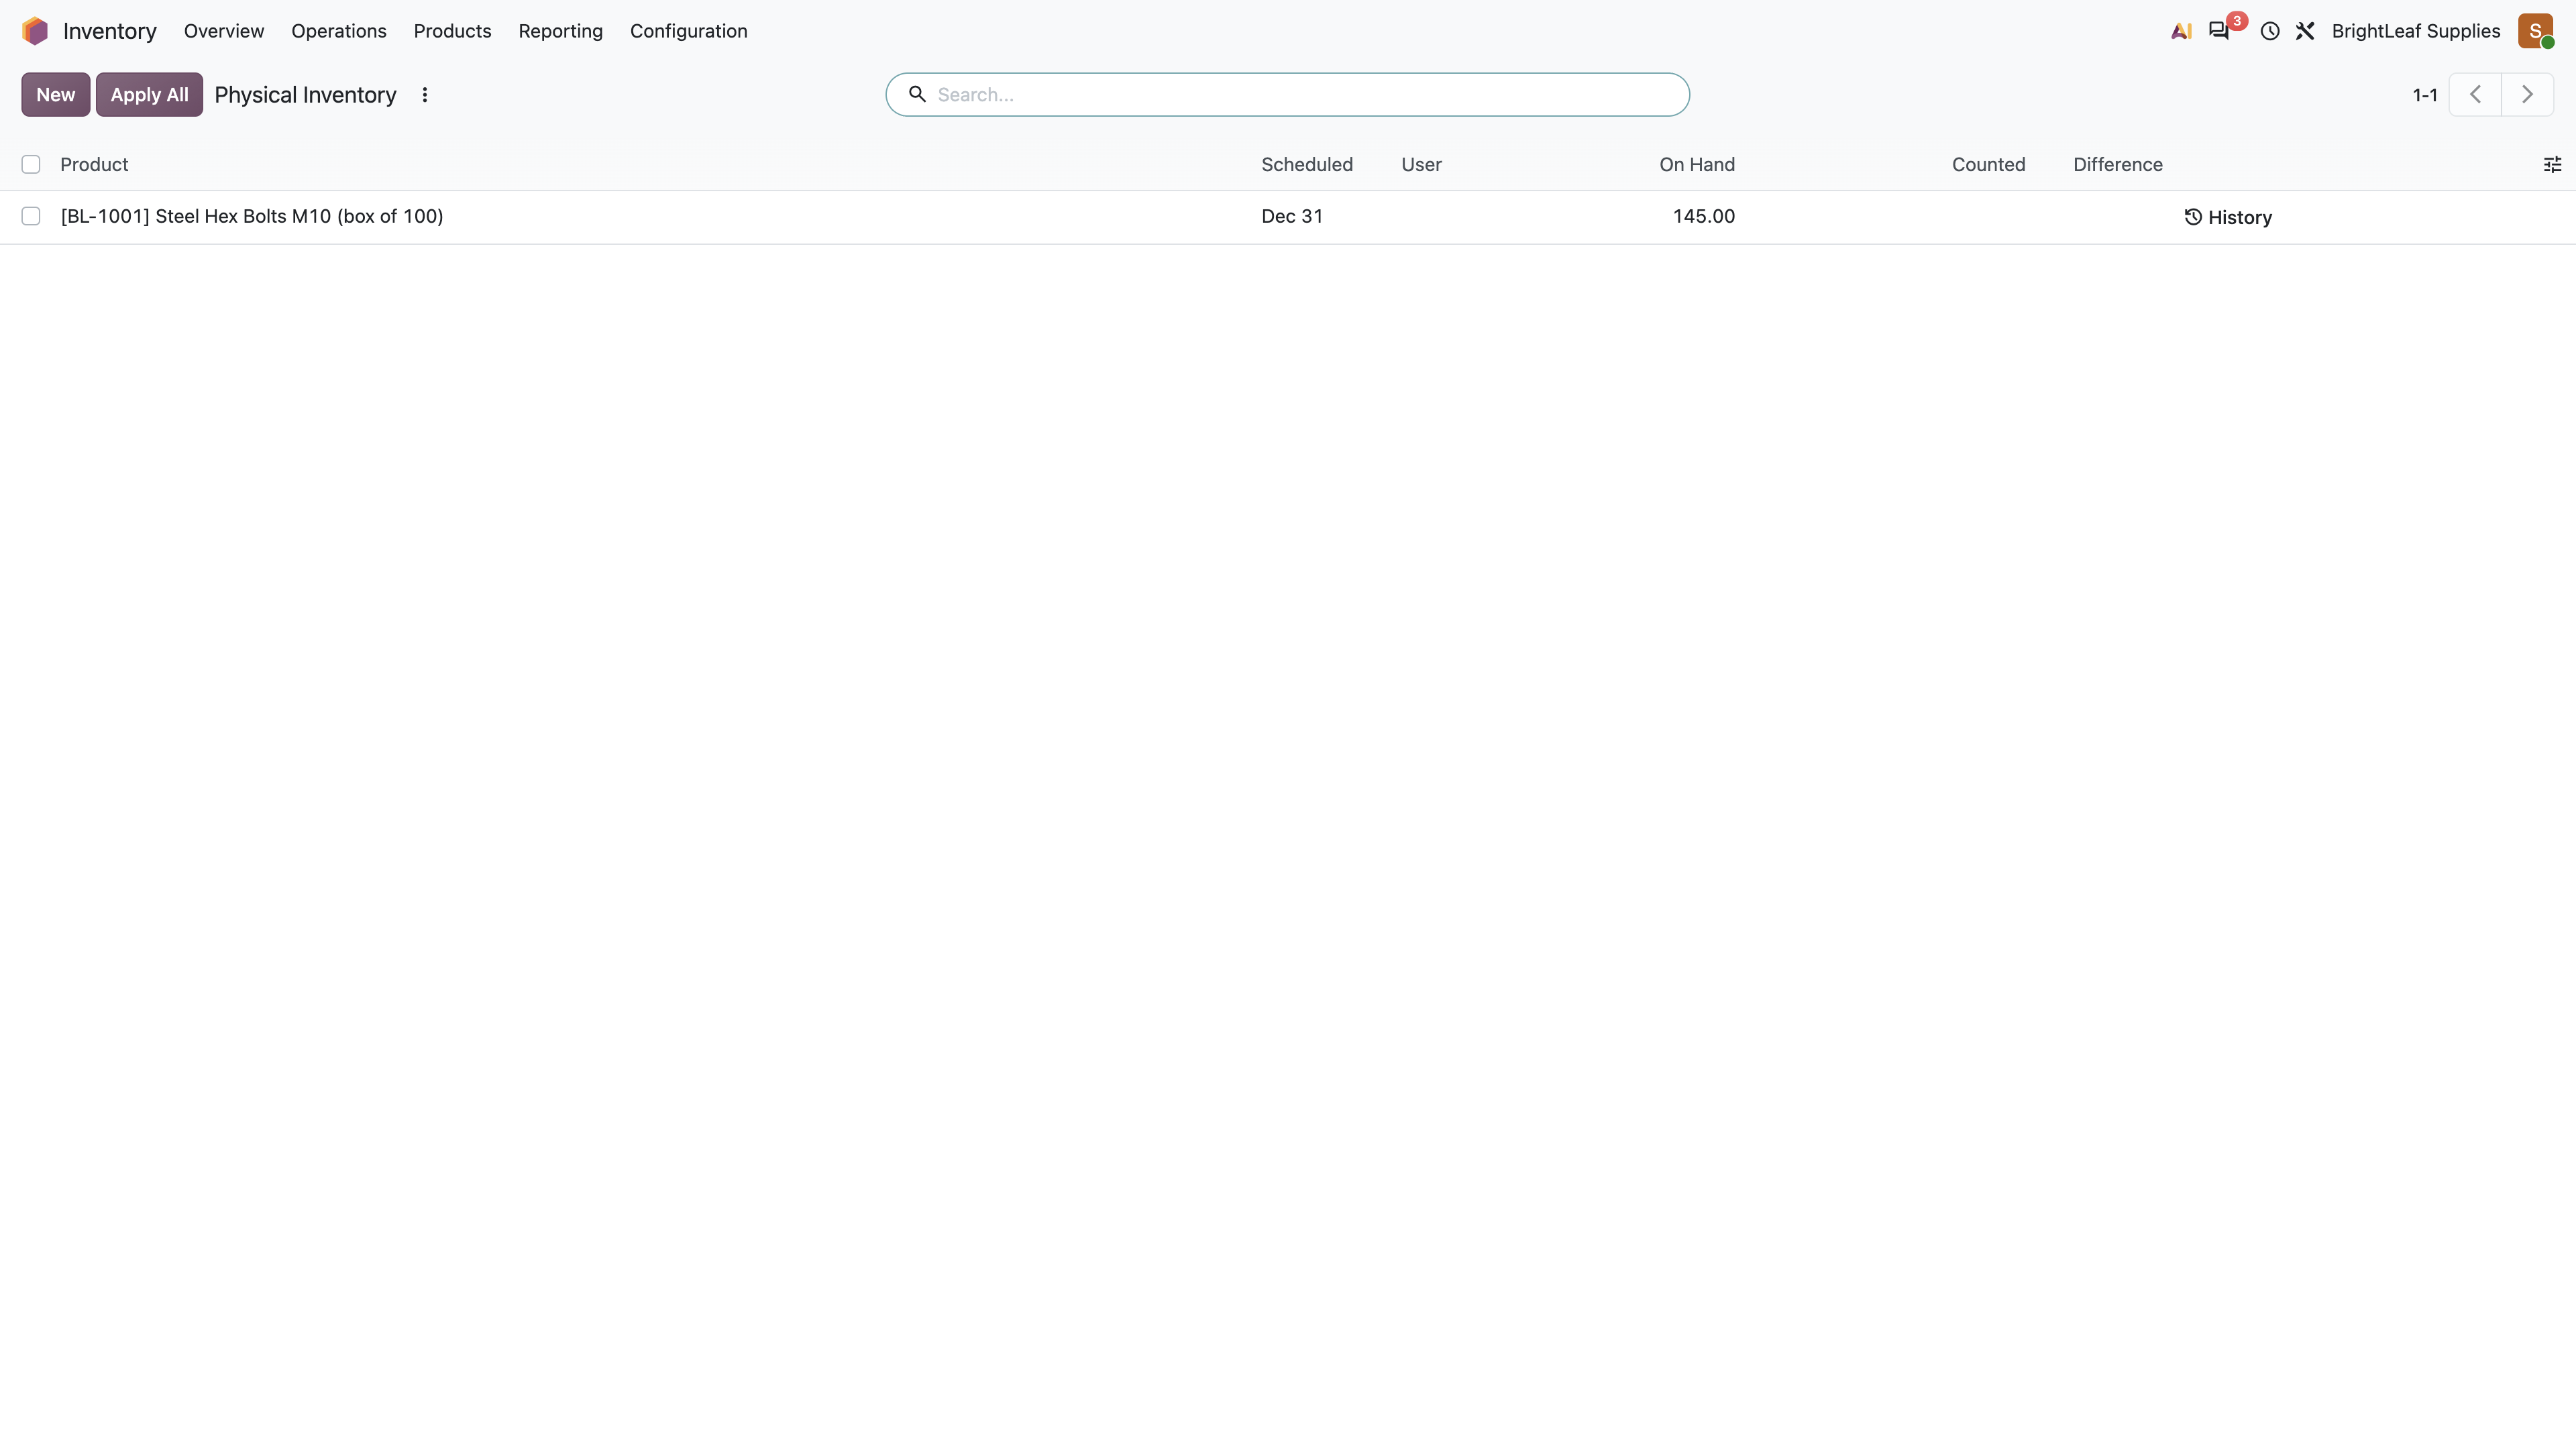 Inventory Overview Operations Products Reporting Configuration AI 3 BrightLeaf Supplies S
New Apply All Physical Inventory Search... 1-1
Product Scheduled User On Hand Counted Difference
[BL-1001] Steel Hex Bolts M10 (box of 100) Dec 31 145.00 History